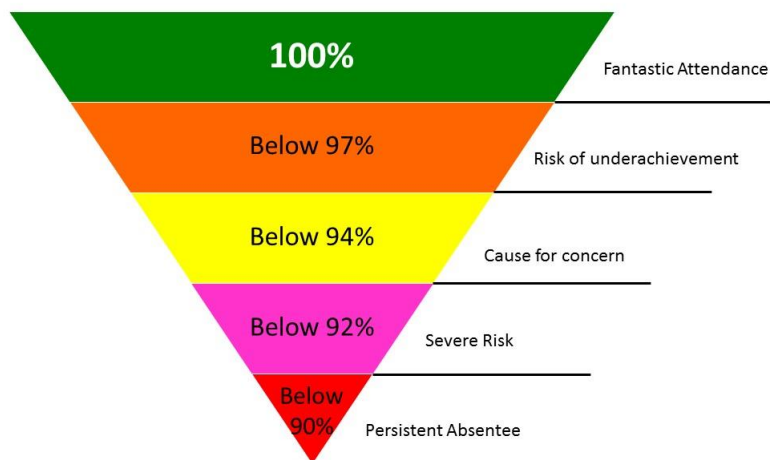 100%
Fantastic Attendance
Below 97%
Risk of underachievement
Below 94%
Cause for concern
Below 92%
Severe Risk
Below
90%
Persistent Absentee